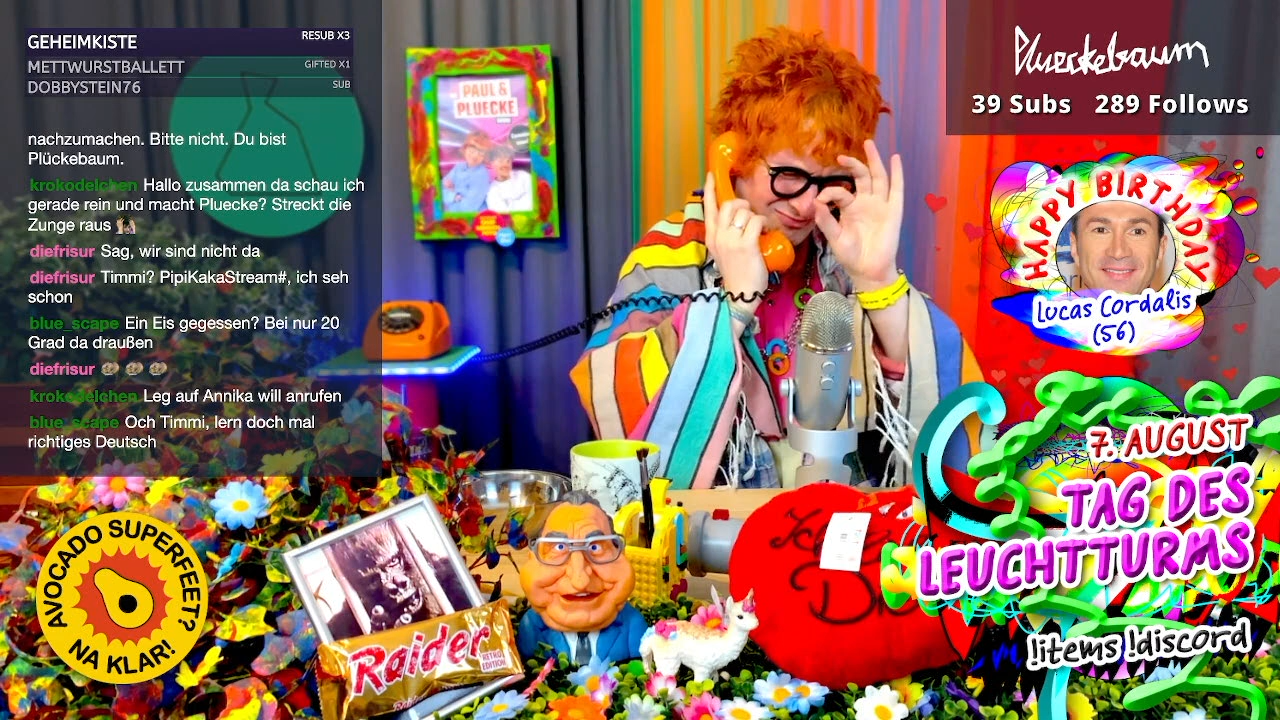 GEHEIMKISTE RESUB X3
METTWURSTBALLETT GIFTED X1
DOBBYSTEIN76 SUB
nachzumachen. Bitte nicht. Du bist
Plückebaum.
krokodelchen Hallo zusammen da schau ich
gerade rein und macht Pluecke? Streckt die
Zunge raus
diefrisur Sag, wir sind nicht da
diefrisur Timmi? PipiKakaStream#, ich seh
schon
blue_scape Ein Eis gegessen? Bei nur 20
Grad da draußen
diefrisur
krokodelchen Leg auf Annika will anrufen
blue_scape Och Timmi, lern doch mal
richtiges Deutsch
AVOCADO SUPERFEET?
NA KLAR!
PAUL &
PLUECKE
Raider
RETRO
EDITION
Plueckebaum
39 Subs 289 Follows
HAPPY BIRTHDAY
Lucas Cordalis
(56)
7. AUGUST
TAG DES
LEUCHTTURMS
!items !discord